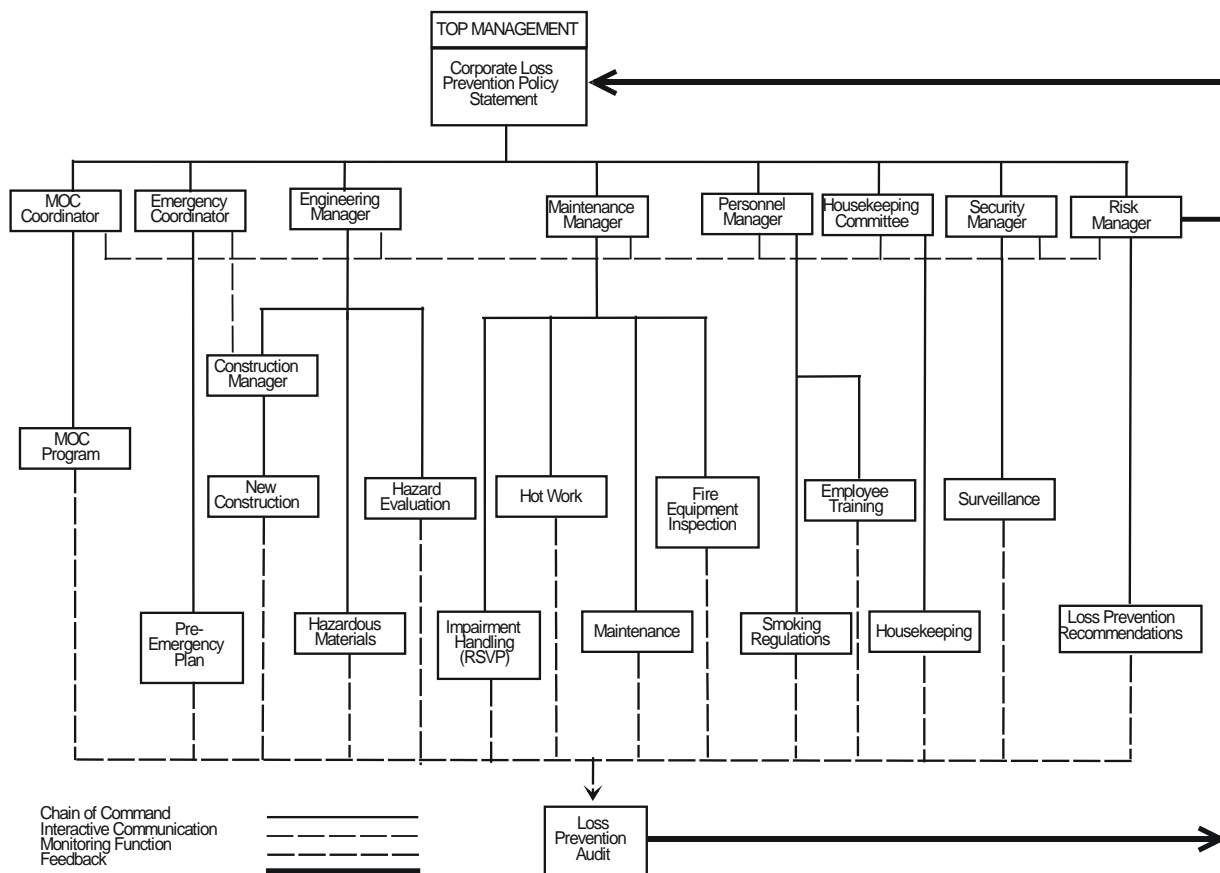 TOP MANAGEMENT
Corporate Loss
Prevention Policy
Statement
MOC
Coordinator
Emergency
Coordinator
Engineering
Manager
Maintenance
Manager
Personnel
Manager
Housekeeping
Committee
Security
Manager
Risk
Manager
Construction
Manager
MOC
Program
New
Construction
Hazard
Evaluation
Hot Work
Fire
Equipment
Inspection
Employee
Training
Surveillance
Pre-
Emergency
Plan
Hazardous
Materials
Impairment
Handling
(RSVP)
Maintenance
Smoking
Regulations
Housekeeping
Loss Prevention
Recommendations
Chain of Command
Interactive Communication
Monitoring Function
Feedback
Loss
Prevention
Audit